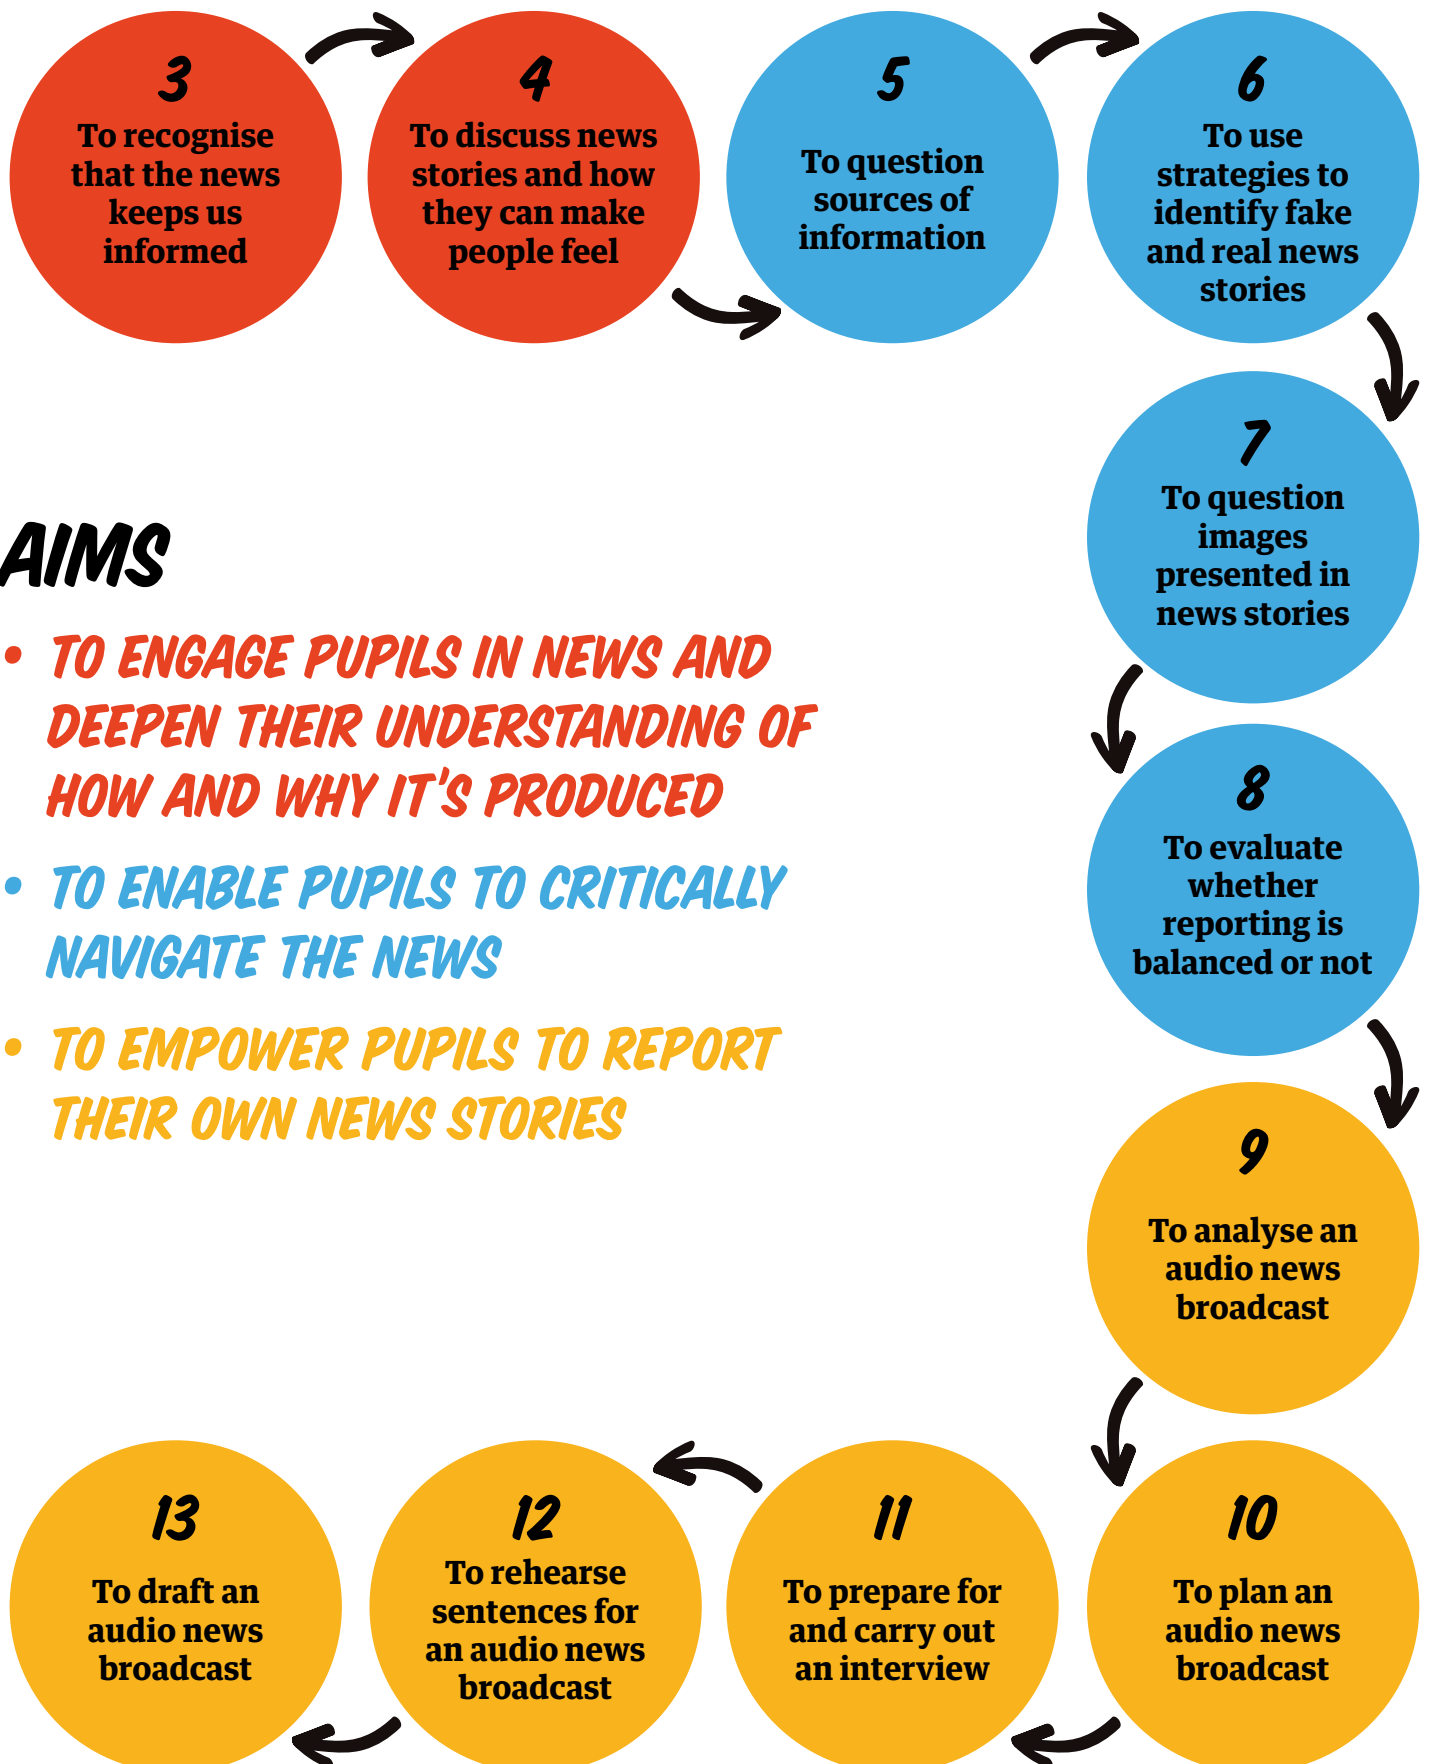 3
To recognise
that the news
keeps us
informed
4
To discuss news
stories and how
they can make
people feel
5
To question
sources of
information
6
To use
strategies to
identify fake
and real news
stories
7
To question
images
presented in
news stories
AIMS
• TO ENGAGE PUPILS IN NEWS AND
DEEPEN THEIR UNDERSTANDING OF
HOW AND WHY IT'S PRODUCED
• TO ENABLE PUPILS TO CRITICALLY
NAVIGATE THE NEWS
• TO EMPOWER PUPILS TO REPORT
THEIR OWN NEWS STORIES
8
To evaluate
whether
reporting is
balanced or not
9
To analyse an
audio news
broadcast
10
To plan an
audio news
broadcast
11
To prepare for
and carry out
an interview
12
To rehearse
sentences for
an audio news
broadcast
13
To draft an
audio news
broadcast